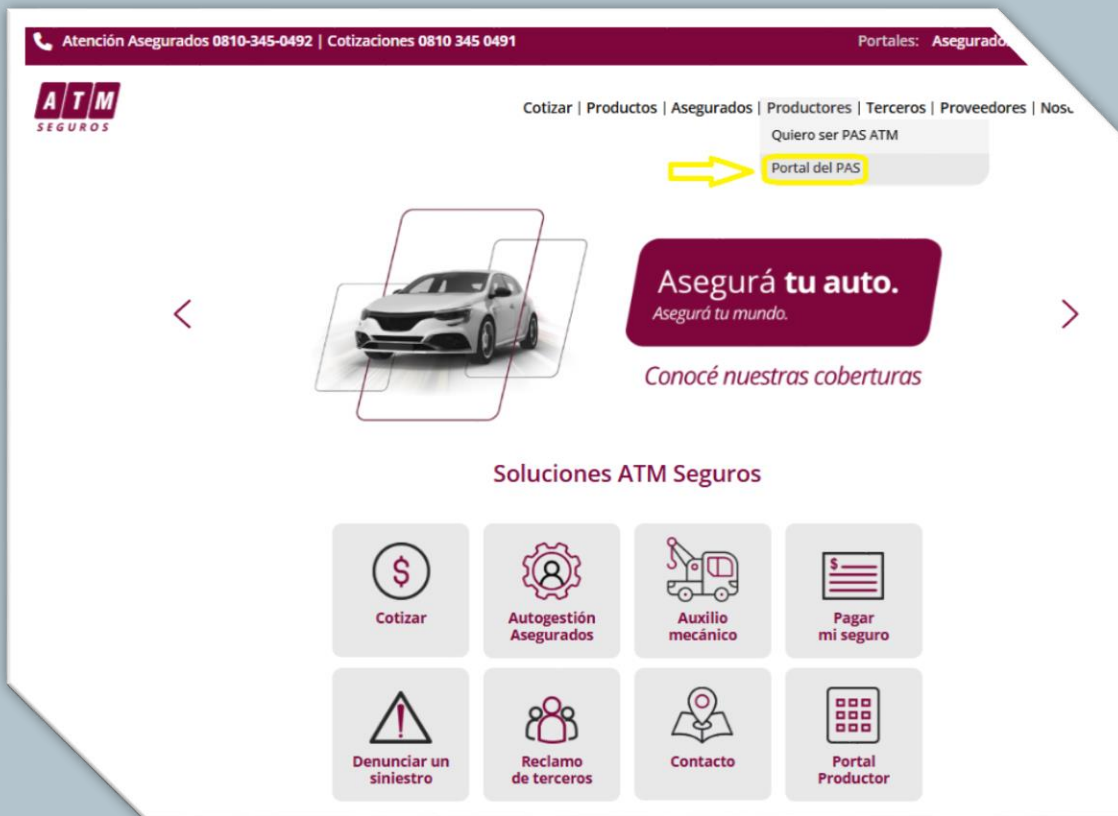 Atención Asegurados 0810-345-0492 | Cotizaciones 0810 345 0491
Portales: Asegurado
ATM
SEGUROS
Cotizar | Productos | Asegurados | Productores | Terceros | Proveedores |
Quiero ser PAS ATM
Portal del PAS
Asegurá tu auto.
Asegurá tu mundo.
Conocé nuestras coberturas
Soluciones ATM Seguros
$
Cotizar
Autogestión
Asegurados
Auxilio
mecánico
$
Pagar
mi seguro
Denunciar un
siniestro
Reclamo
de terceros
Contacto
Portal
Productor